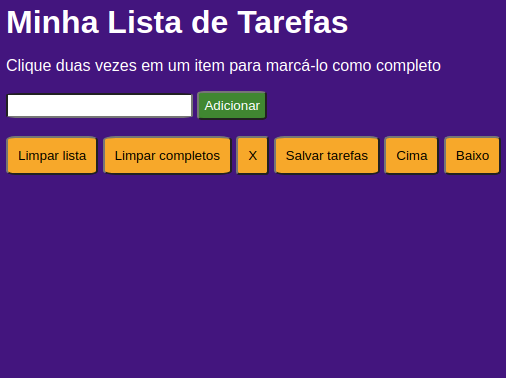 Minha Lista de Tarefas
Clique duas vezes em um item para marcá-lo como completo
Adicionar
Limpar lista Limpar completos X Salvar tarefas Cima Baixo